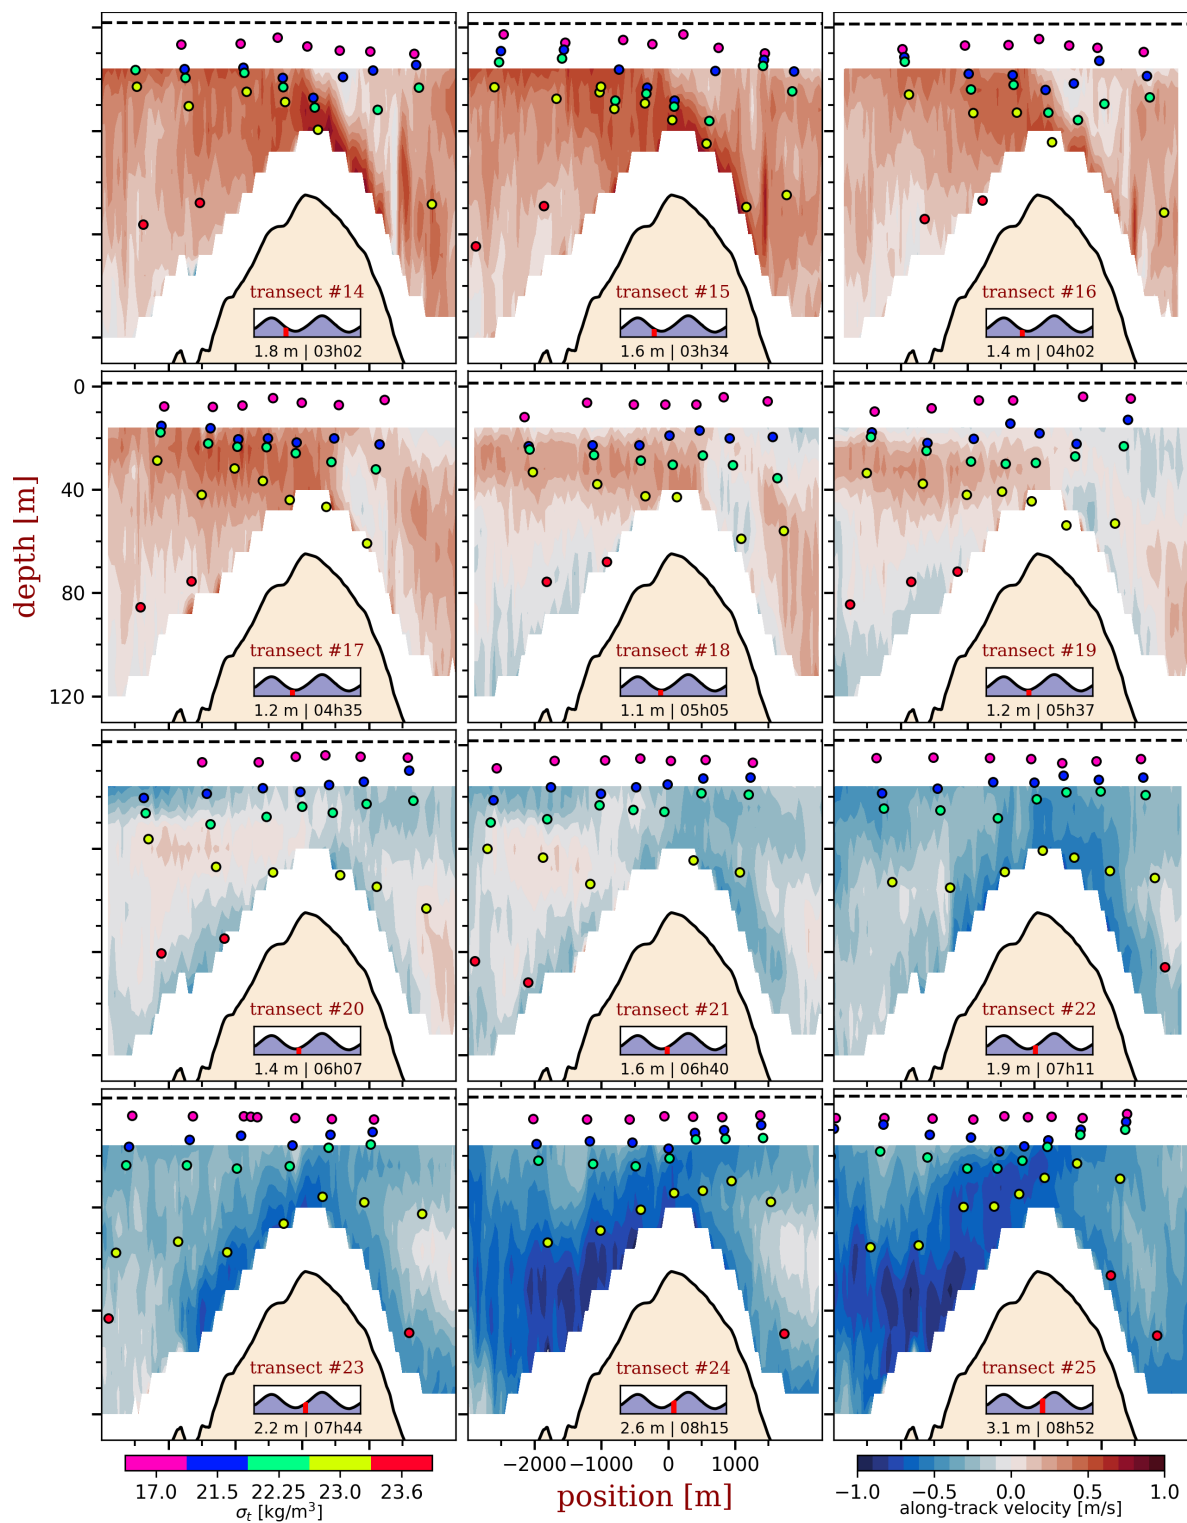 transect #14
1.8 m | 03h02
transect #15
1.6 m | 03h34
transect #16
1.4 m | 04h02
depth [m]
0
40
80
120
transect #17
1.2 m | 04h35
transect #18
1.1 m | 05h05
transect #19
1.2 m | 05h37
transect #20
1.4 m | 06h07
transect #21
1.6 m | 06h40
transect #22
1.9 m | 07h11
transect #23
2.2 m | 07h44
transect #24
2.6 m | 08h15
transect #25
3.1 m | 08h52
17.0 21.5 22.25 23.0 23.6
σt [kg/m³]
−2000 −1000 0 1000
position [m]
−1.0 −0.5 0.0 0.5 1.0
along-track velocity [m/s]